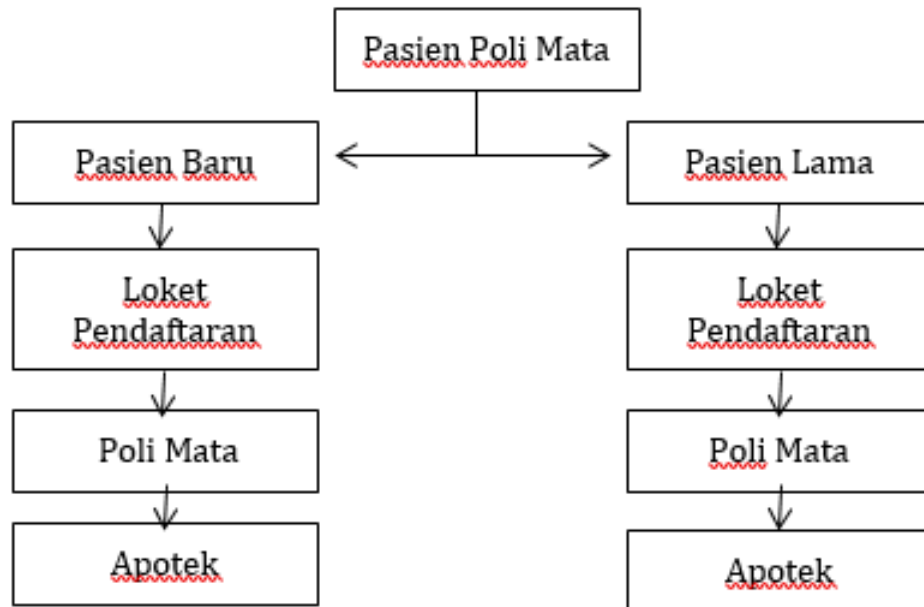 Pasien Poli Mata
Pasien Baru
Pasien Lama
Loket
Pendaftaran
Loket
Pendaftaran
Poli Mata
Poli Mata
Apotek
Apotek